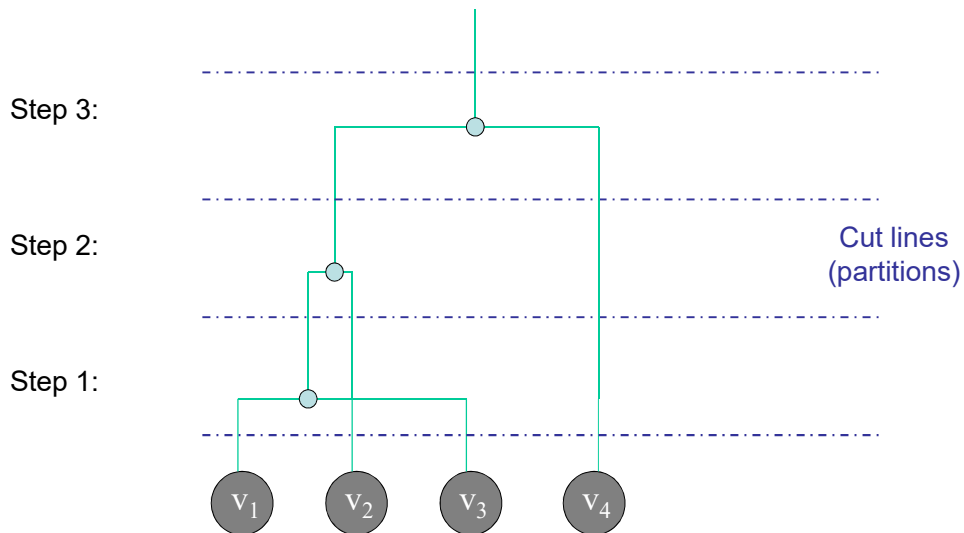 Step 3:
Step 2:
Cut lines
(partitions)
Step 1:
v₁
v₂
v₃
v₄